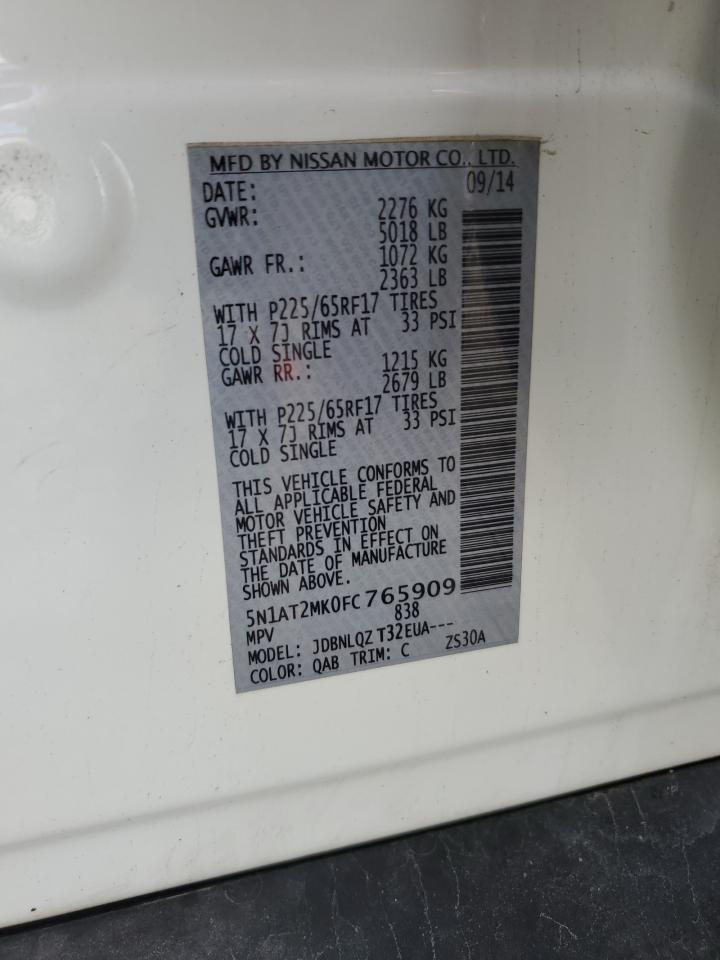 MFD BY NISSAN MOTOR CO., LTD.
DATE: 09/14
GVWR: 2276 KG
5018 LB
GAWR FR.: 1072 KG
2363 LB
WITH P225/65RF17 TIRES
17 X 7J RIMS AT 33 PSI
COLD SINGLE
GAWR RR.: 1215 KG
2679 LB
WITH P225/65RF17 TIRES
17 X 7J RIMS AT 33 PSI
COLD SINGLE
THIS VEHICLE CONFORMS TO
ALL APPLICABLE FEDERAL
MOTOR VEHICLE SAFETY AND
THEFT PREVENTION
STANDARDS IN EFFECT ON
THE DATE OF MANUFACTURE
SHOWN ABOVE.
5N1AT2MK0FC765909
MPV 838
MODEL: JDBNLQZ T32EUA---
COLOR: QAB TRIM: C ZS30A